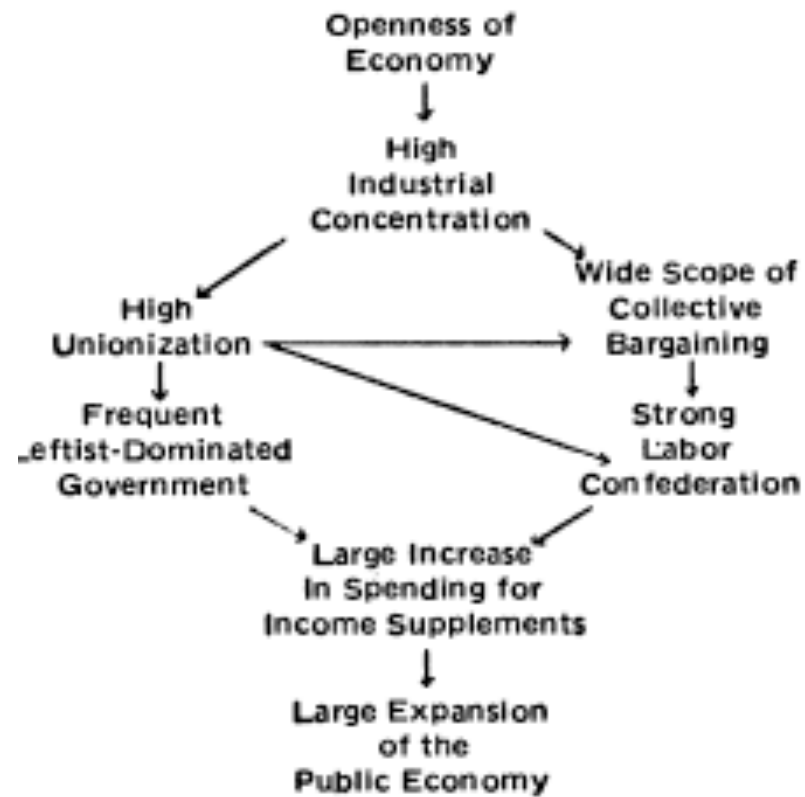 Openness of
Economy
High
Industrial
Concentration
Wide Scope of
Collective
Bargaining
High
Unionization
Frequent
eftist-Dominated
Government
Strong
Labor
Confederation
Large Increase
In Spending for
Income Supplements
Large Expansion
of the
Public Economy